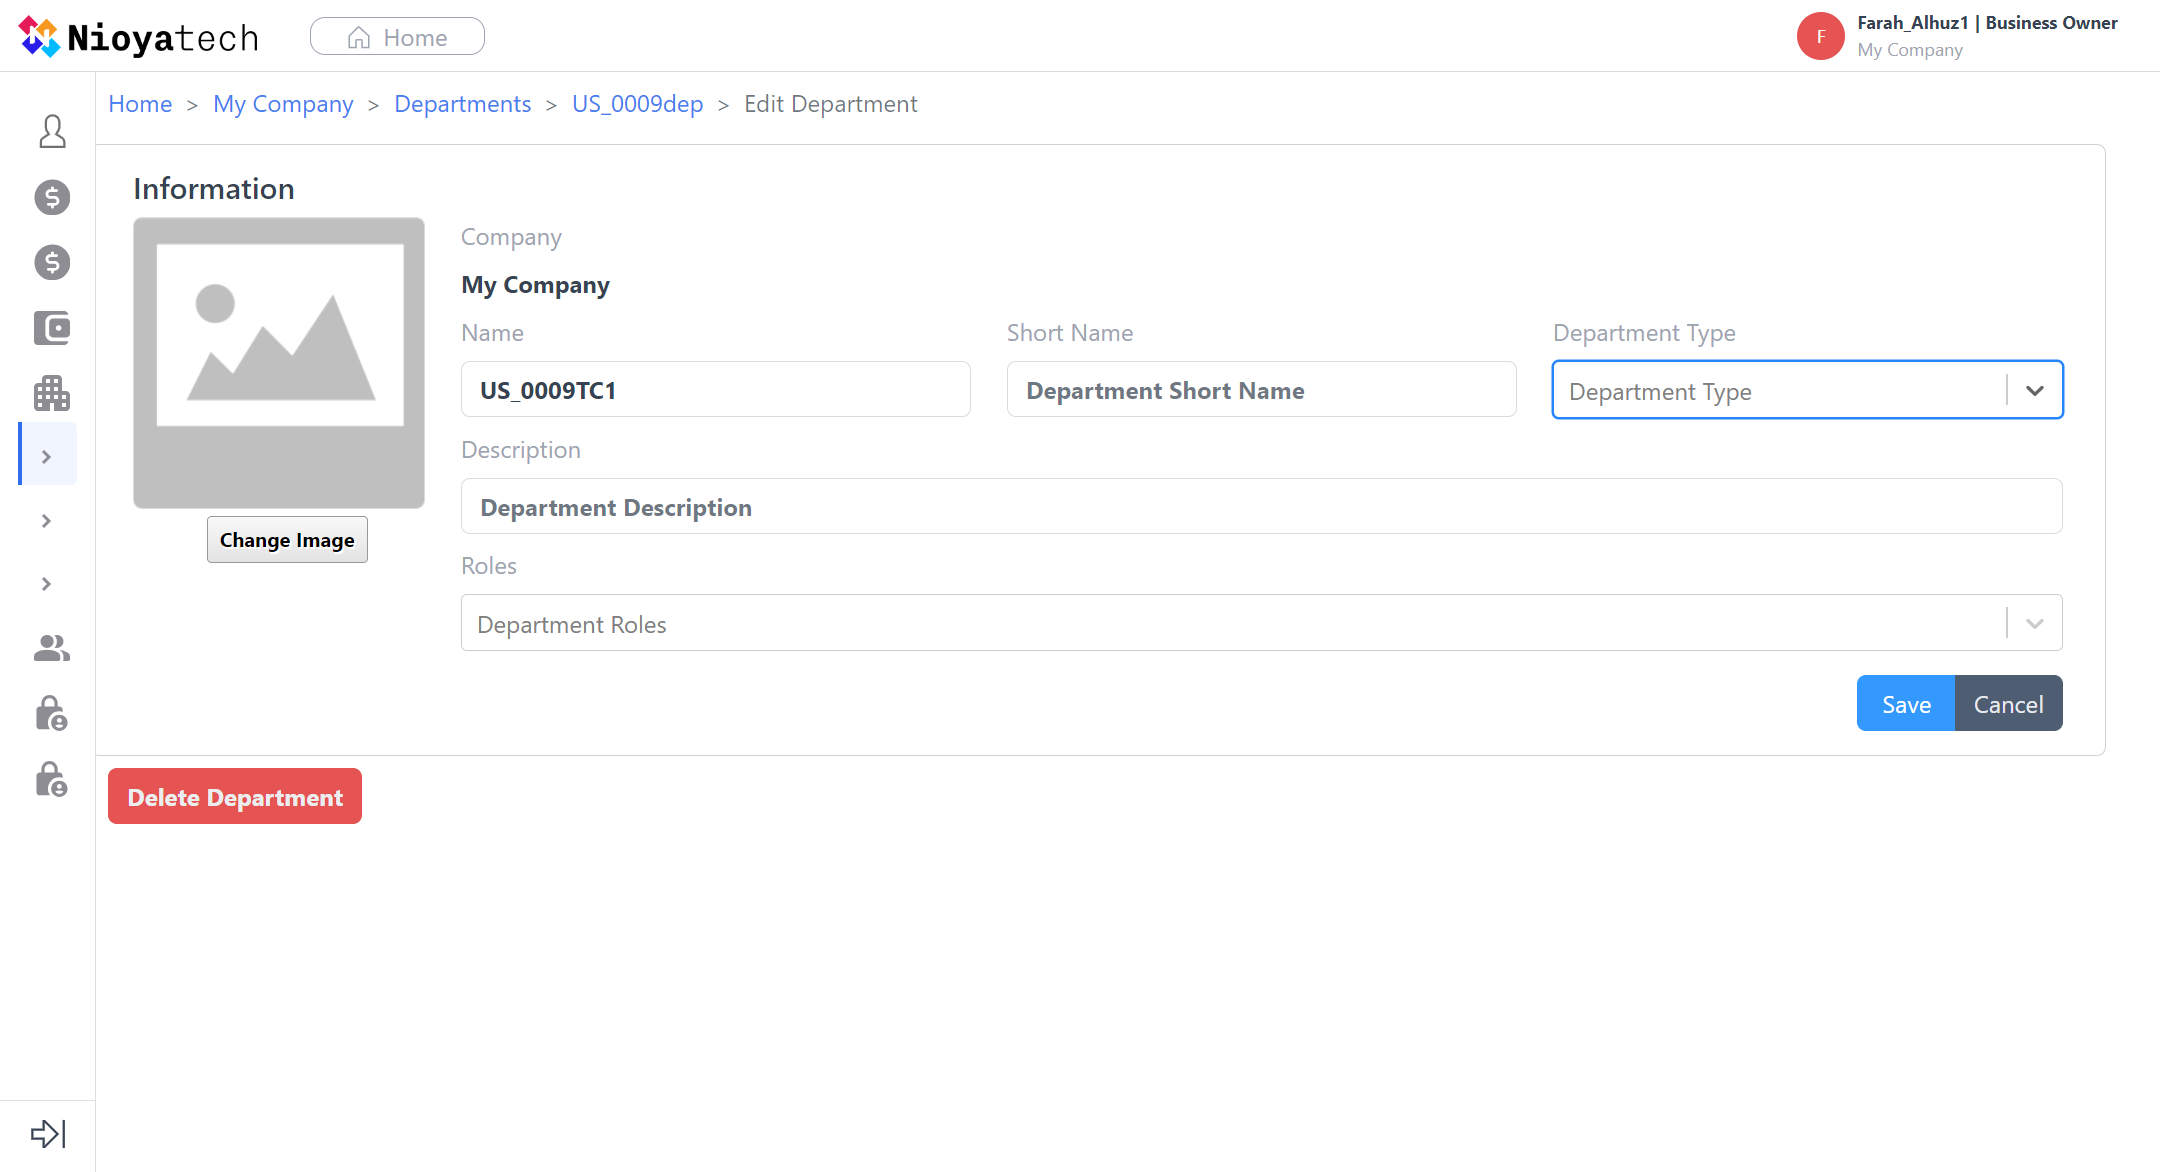 Nioyatech
Home
Farah_Alhuz1 | Business Owner
My Company
F
Home > My Company > Departments > US_0009dep > Edit Department
Information
Company
My Company
Name
Short Name
Department Type
US_0009TC1
Department Short Name
Department Type
Description
Department Description
Change Image
Roles
Department Roles
Save
Cancel
Delete Department